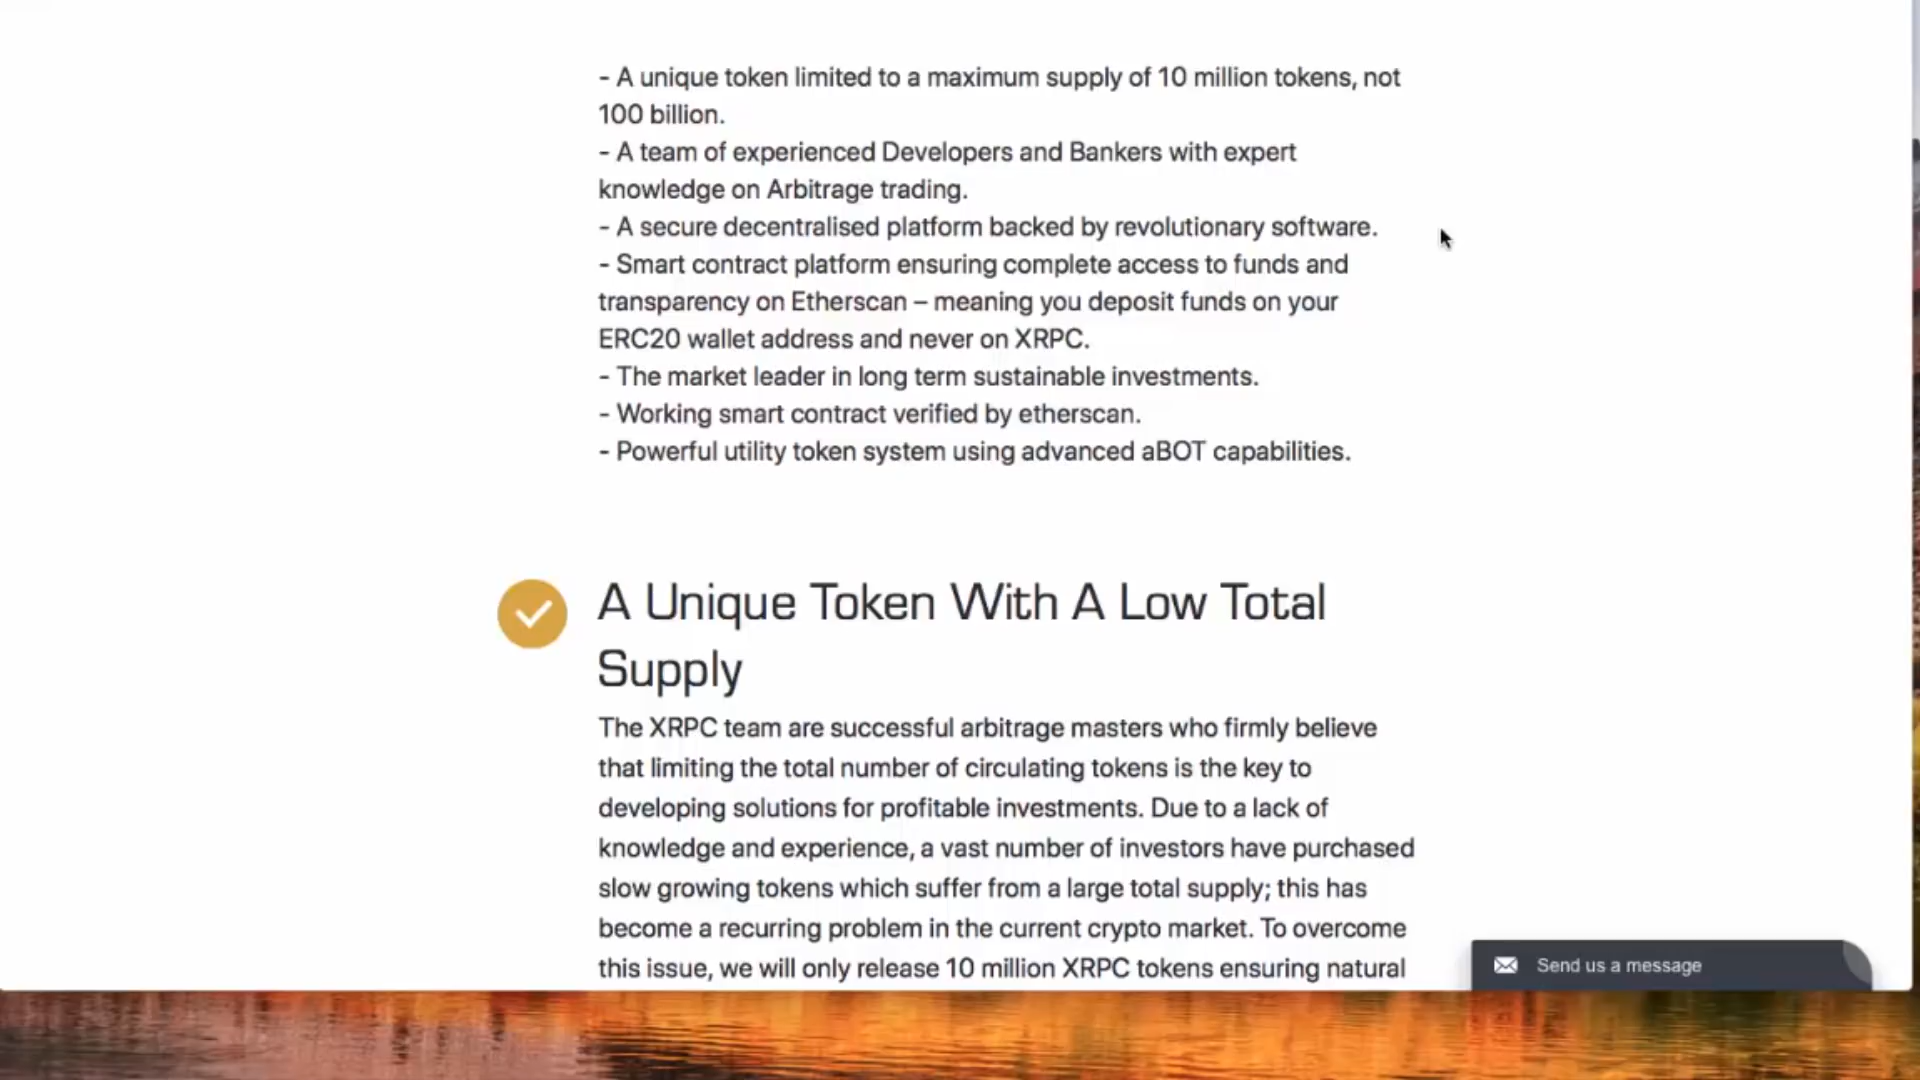 - A unique token limited to a maximum supply of 10 million tokens, not
100 billion.
- A team of experienced Developers and Bankers with expert
knowledge on Arbitrage trading.
- A secure decentralised platform backed by revolutionary software.
- Smart contract platform ensuring complete access to funds and
transparency on Etherscan – meaning you deposit funds on your
ERC20 wallet address and never on XRPC.
- The market leader in long term sustainable investments.
- Working smart contract verified by etherscan.
- Powerful utility token system using advanced aBOT capabilities.
A Unique Token With A Low Total
Supply
The XRPC team are successful arbitrage masters who firmly believe
that limiting the total number of circulating tokens is the key to
developing solutions for profitable investments. Due to a lack of
knowledge and experience, a vast number of investors have purchased
slow growing tokens which suffer from a large total supply; this has
become a recurring problem in the current crypto market. To overcome
this issue, we will only release 10 million XRPC tokens ensuring natural
Send us a message